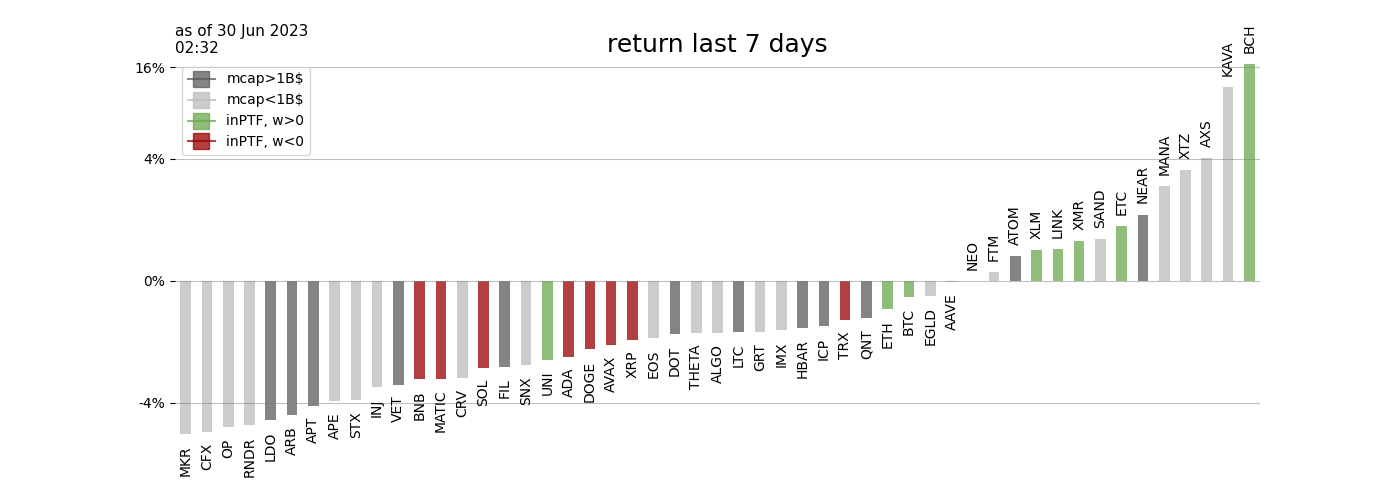 as of 30 Jun 2023
02:32
return last 7 days
mcap>1B$
mcap<1B$
inPTF, w>0
inPTF, w<0
16%
4%
0%
-4%
MKR
CFX
OP
RNDR
LDO
ARB
APT
APE
STX
INJ
VET
BNB
MATIC
CRV
SOL
FIL
SNX
UNI
ADA
DOGE
AVAX
XRP
EOS
DOT
THETA
ALGO
LTC
GRT
IMX
HBAR
ICP
TRX
QNT
ETH
BTC
EGLD
AAVE
NEO
FTM
ATOM
XLM
LINK
XMR
SAND
ETC
NEAR
MANA
XTZ
AXS
KAVA
BCH